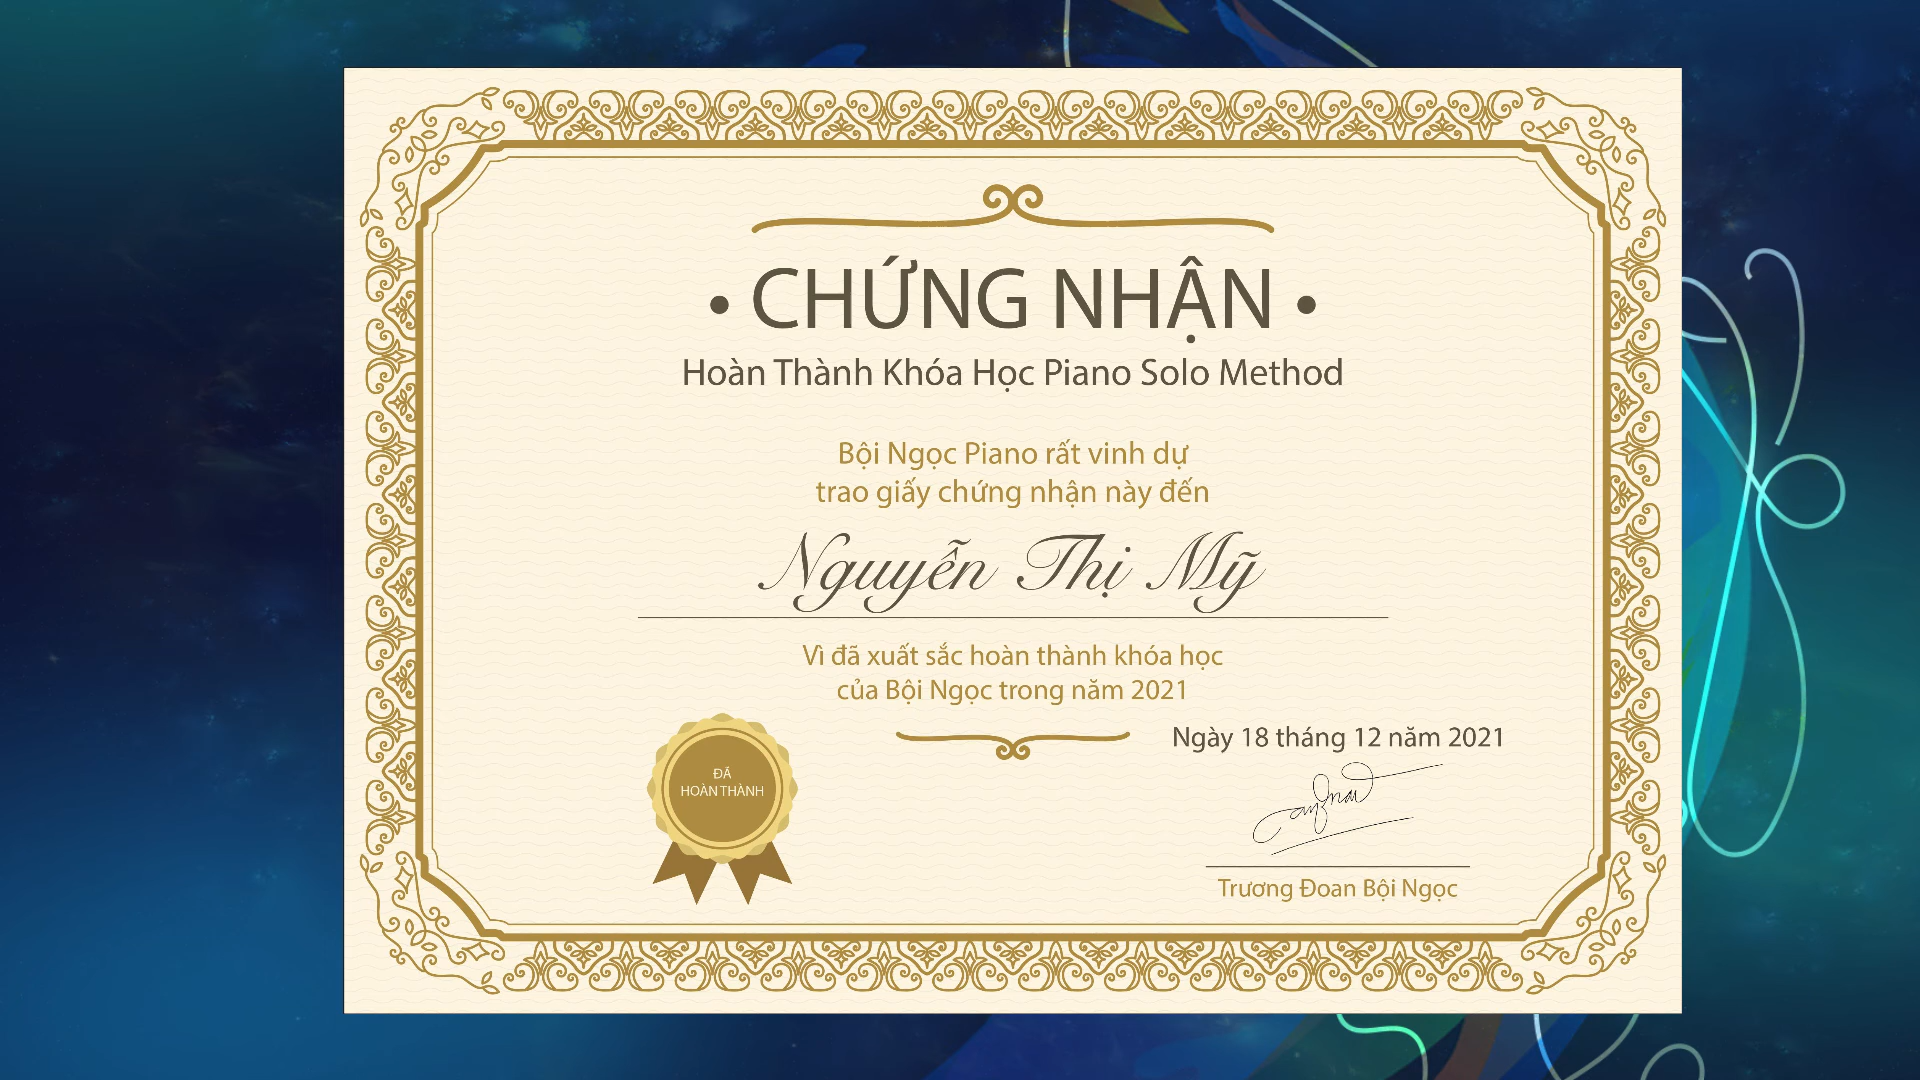 • CHỨNG NHẬN •
Hoàn Thành Khóa Học Piano Solo Method
Bội Ngọc Piano rất vinh dự
trao giấy chứng nhận này đến
Nguyễn Thị Mỹ
Vì đã xuất sắc hoàn thành khóa học
của Bội Ngọc trong năm 2021
ĐÃ
HOÀN THÀNH
Ngày 18 tháng 12 năm 2021
Trương Đoan Bội Ngọc